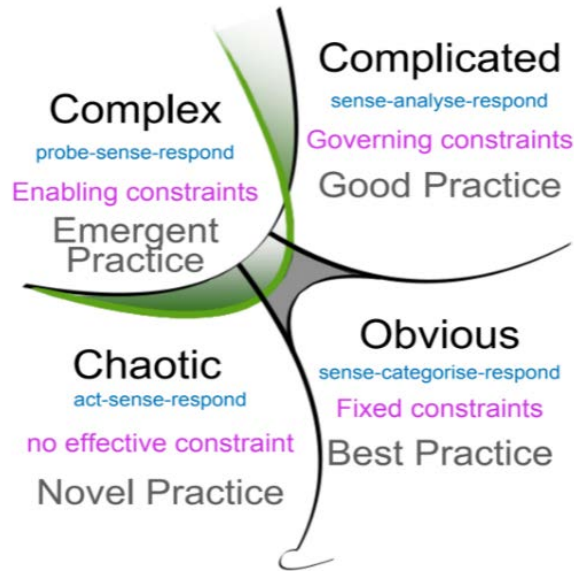 Complex
probe-sense-respond
Enabling constraints
Emergent
Practice
Complicated
sense-analyse-respond
Governing constraints
Good Practice
Chaotic
act-sense-respond
no effective constraint
Novel Practice
Obvious
sense-categorise-respond
Fixed constraints
Best Practice